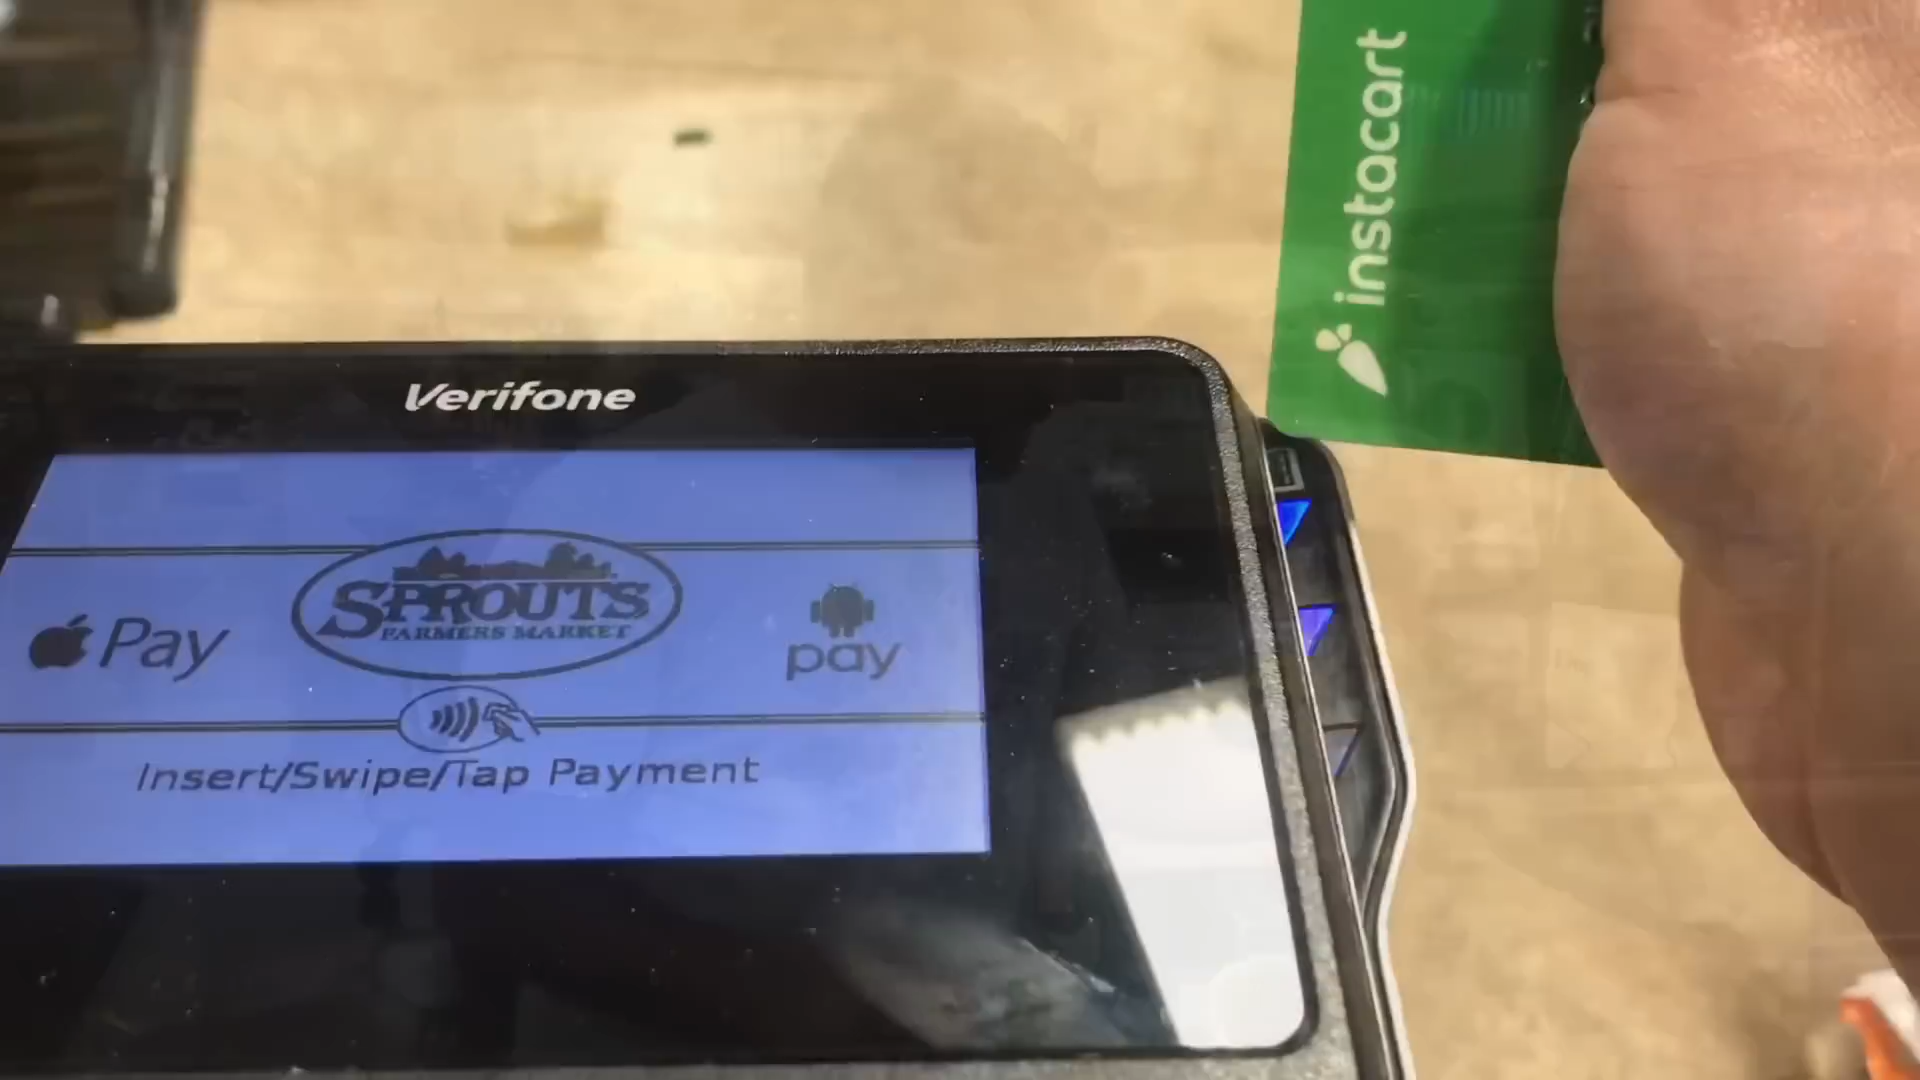 instacart
Verifone
SPROUTS
FARMERS MARKET
Pay
pay
Insert/Swipe/Tap Payment